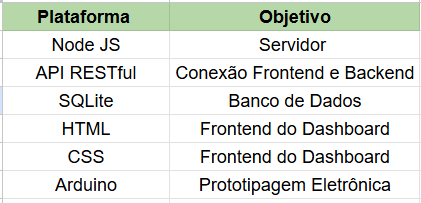 Plataforma Objetivo
Node JS Servidor
API RESTful Conexão Frontend e Backend
SQLite Banco de Dados
HTML Frontend do Dashboard
CSS Frontend do Dashboard
Arduino Prototipagem Eletrônica